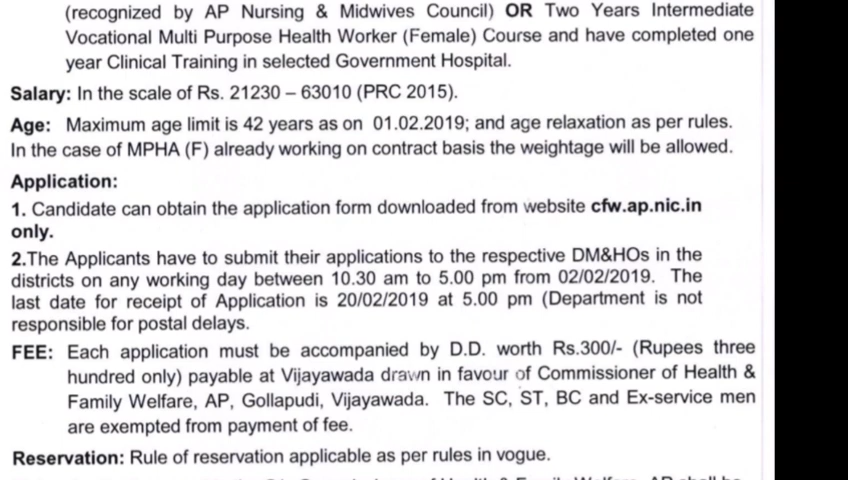 (recognized by AP Nursing & Midwives Council) OR Two Years Intermediate
Vocational Multi Purpose Health Worker (Female) Course and have completed one
year Clinical Training in selected Government Hospital.
Salary: In the scale of Rs. 21230 – 63010 (PRC 2015).
Age: Maximum age limit is 42 years as on 01.02.2019; and age relaxation as per rules.
In the case of MPHA (F) already working on contract basis the weightage will be allowed.
Application:
1. Candidate can obtain the application form downloaded from website cfw.ap.nic.in
only.
2.The Applicants have to submit their applications to the respective DM&HOs in the
districts on any working day between 10.30 am to 5.00 pm from 02/02/2019. The
last date for receipt of Application is 20/02/2019 at 5.00 pm (Department is not
responsible for postal delays.
FEE: Each application must be accompanied by D.D. worth Rs.300/- (Rupees three
hundred only) payable at Vijayawada drawn in favour of Commissioner of Health &
Family Welfare, AP, Gollapudi, Vijayawada. The SC, ST, BC and Ex-service men
are exempted from payment of fee.
Reservation: Rule of reservation applicable as per rules in vogue.